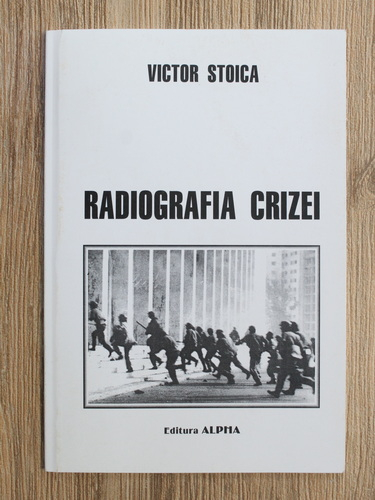 VICTOR STOICA
RADIOGRAFIA CRIZEI
Editura ALPHA